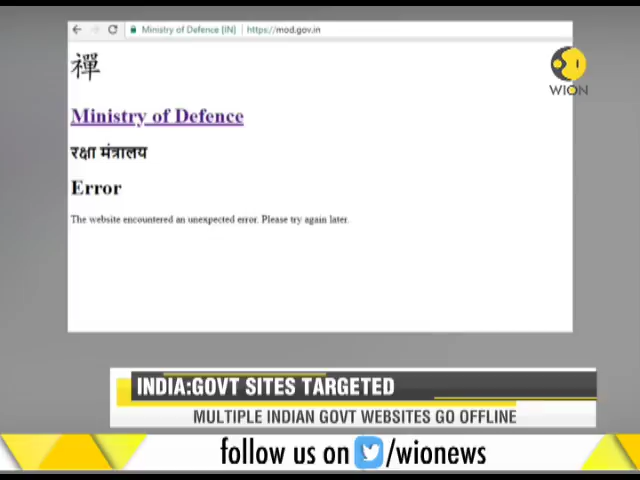 Ministry of Defence [IN] https://mod.gov.in
禪
WION
Ministry of Defence
रक्षा मंत्रालय
Error
The website encountered an unexpected error. Please try again later.
INDIA:GOVT SITES TARGETED
MULTIPLE INDIAN GOVT WEBSITES GO OFFLINE
follow us on /wionews